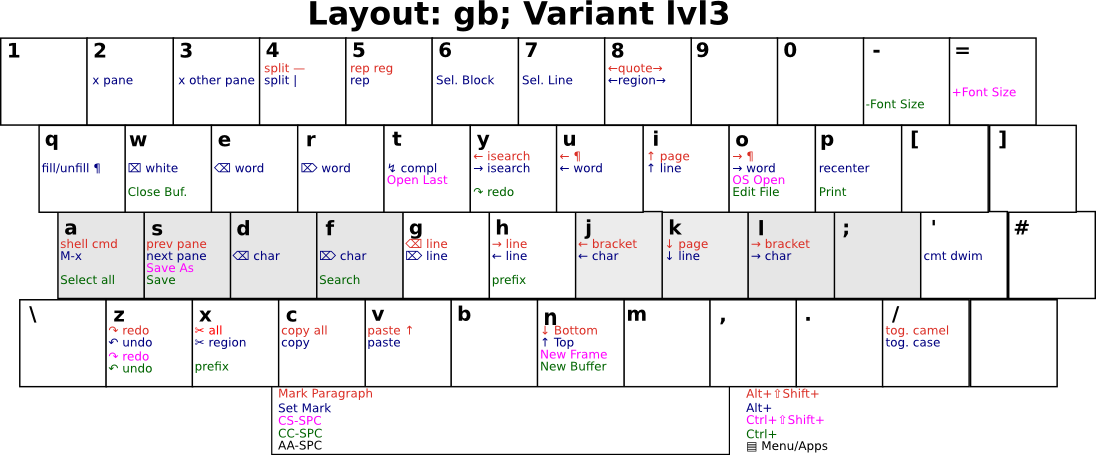 Layout: gb; Variant lvl3
1
2
x pane
3
x other pane
4
split —
split |
5
rep reg
rep
6
Sel. Block
7
Sel. Line
8
←quote→
←region→
9
0
-
-Font Size
=
+Font Size
q
fill/unfill ¶
w
⌧ white
Close Buf.
e
⌫ word
r
⌦ word
t
↯ compl
Open Last
y
← isearch
→ isearch
↷ redo
u
← ¶
← word
i
↑ page
↑ line
o
→ ¶
→ word
OS Open
Edit File
p
recenter
Print
[
]
a
shell cmd
M-x
Select all
s
prev pane
next pane
Save As
Save
d
⌫ char
f
⌦ char
Search
g
⌫ line
⌦ line
h
→ line
← line
prefix
j
← bracket
← char
k
↓ page
↓ line
l
→ bracket
→ char
;
'
cmt dwim
#
\
z
↷ redo
↶ undo
↷ redo
↶ undo
x
✂ all
✂ region
prefix
c
copy all
copy
v
paste ↑
paste
b
n
↓ Bottom
↑ Top
New Frame
New Buffer
m
,
.
/
tog. camel
tog. case
Mark Paragraph
Set Mark
CS-SPC
CC-SPC
AA-SPC
Alt+⇧Shift+
Alt+
Ctrl+⇧Shift+
Ctrl+
▤ Menu/Apps